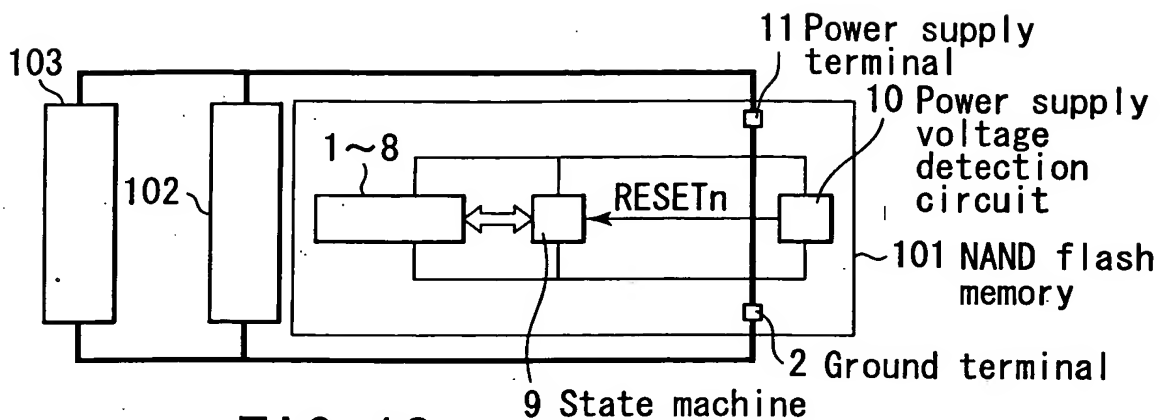 103
11 Power supply
terminal
10 Power supply
voltage
detection
circuit
1~8
102
RESETn
101 NAND flash
memory
2 Ground terminal
9 State machine